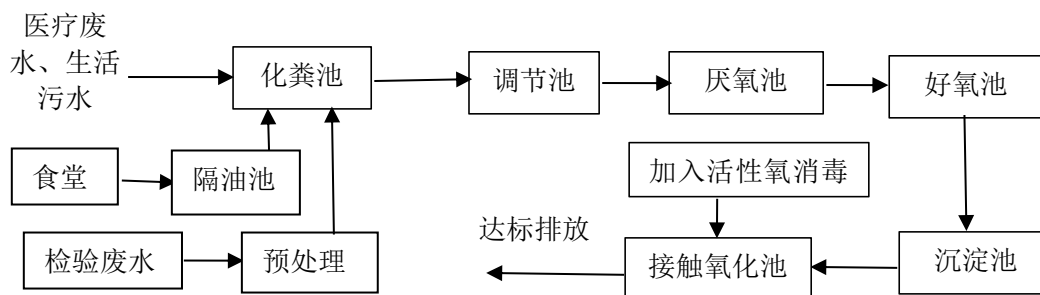 医疗废
水、生活
污水
化粪池
调节池
厌氧池
好氧池
食堂
隔油池
加入活性氧消毒
检验废水
预处理
达标排放
接触氧化池
沉淀池